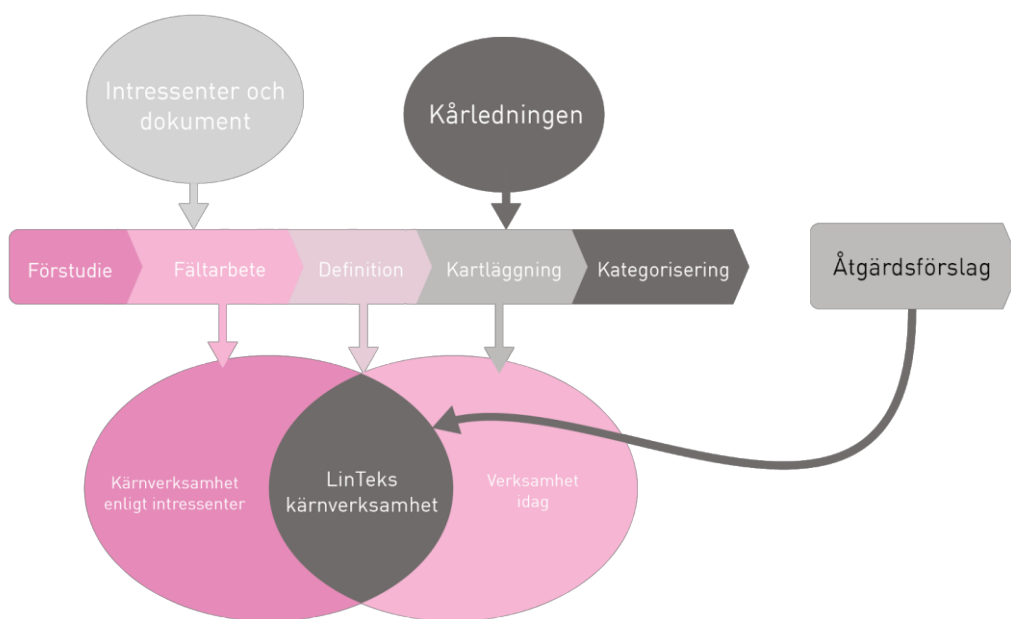 Intressenter och
dokument
Kårledningen
Förstudie
Fältarbete
Definition
Kartläggning
Kategorisering
Åtgärdsförslag
Kärnverksamhet
enligt intressenter
LinTeks
kärnverksamhet
Verksamhet
idag